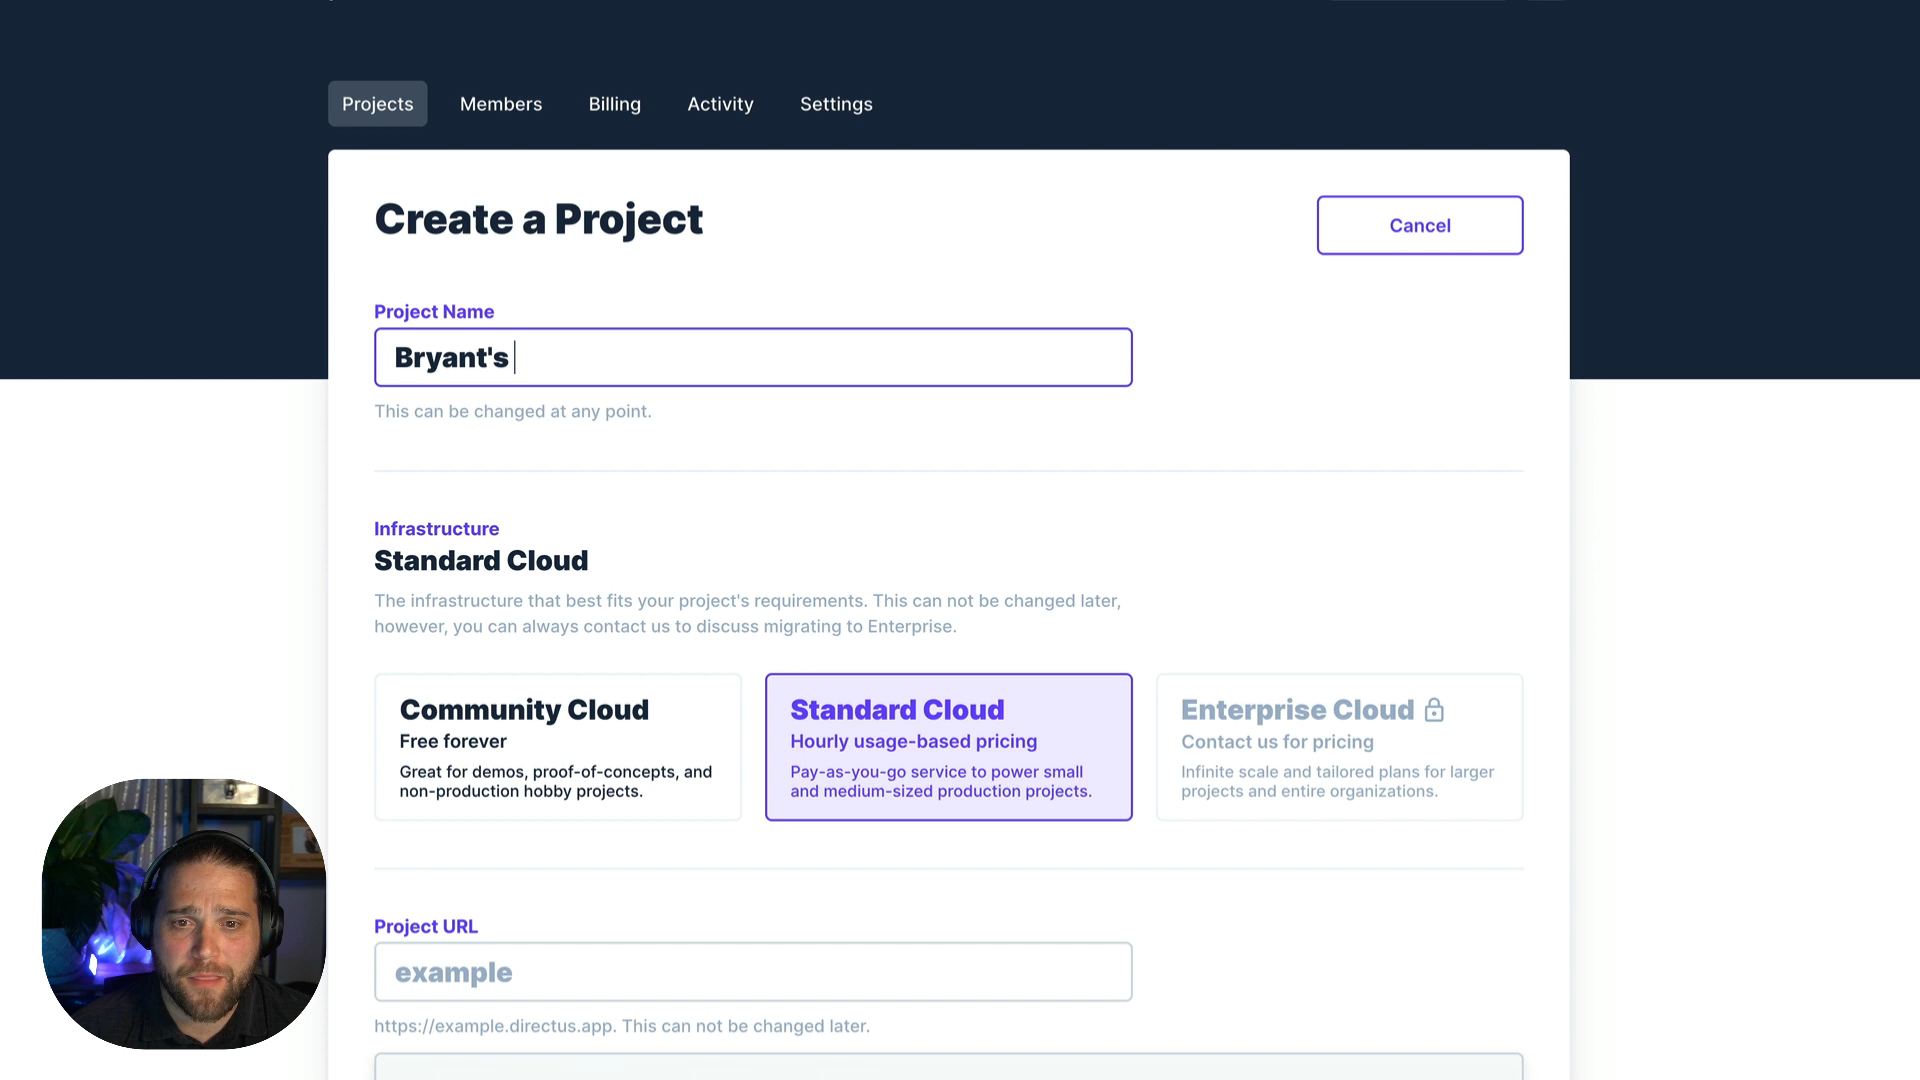 Projects
Members
Billing
Activity
Settings
Create a Project
Cancel
Project Name
Bryant's
This can be changed at any point.
Infrastructure
Standard Cloud
The infrastructure that best fits your project's requirements. This can not be changed later,
however, you can always contact us to discuss migrating to Enterprise.
Community Cloud
Free forever
Great for demos, proof-of-concepts, and
non-production hobby projects.
Standard Cloud
Hourly usage-based pricing
Pay-as-you-go service to power small
and medium-sized production projects.
Enterprise Cloud
Contact us for pricing
Infinite scale and tailored plans for larger
projects and entire organizations.
Project URL
example
https://example.directus.app. This can not be changed later.